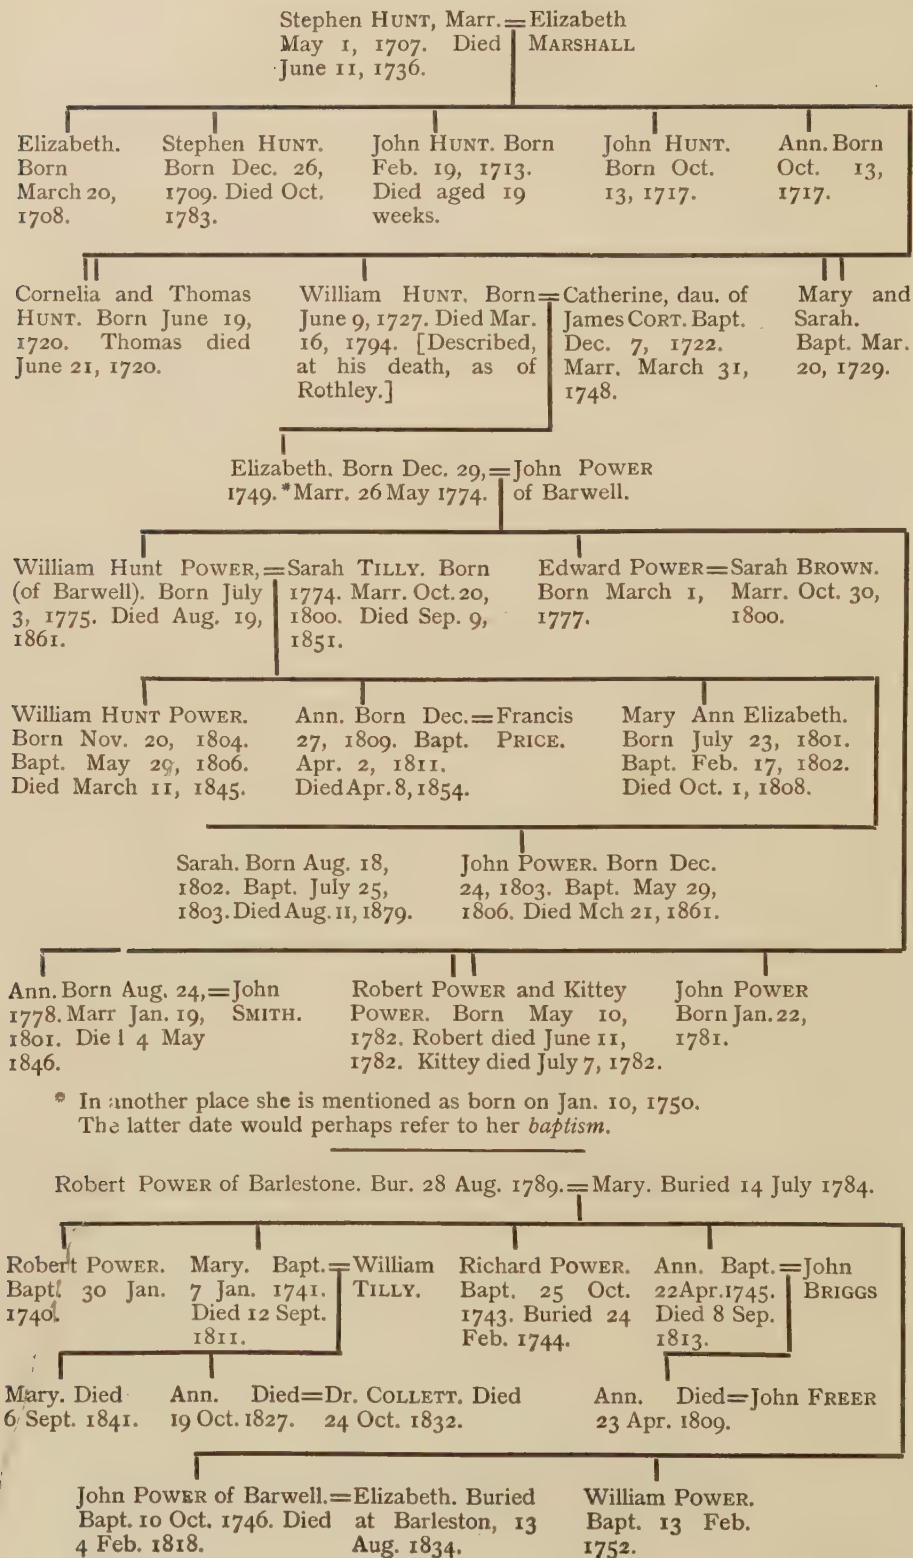 Stephen HUNT, Marr.=Elizabeth
May 1, 1707. Died MARSHALL
June 11, 1736.
Elizabeth.
Born
March 20,
1708.
Stephen HUNT.
Born Dec. 26,
1709. Died Oct.
1783.
John HUNT. Born
Feb. 19, 1713.
Died aged 19
weeks.
John HUNT.
Born Oct.
13, 1717.
Ann. Born
Oct. 13,
1717.
Cornelia and Thomas
HUNT. Born June 19,
1720. Thomas died
June 21, 1720.
William HUNT. Born=
June 9, 1727. Died Mar.
16, 1794. [Described,
at his death, as of
Rothley.]
Catherine, dau. of
James CORT. Bapt.
Dec. 7, 1722.
Marr. March 31,
1748.
Mary and
Sarah.
Bapt. Mar.
20, 1729.
Elizabeth. Born Dec. 29,=John POWER
1749.*Marr. 26 May 1774. of Barwell.
William Hunt POWER,=
(of Barwell). Born July
3, 1775. Died Aug. 19,
1861.
Sarah TILLY. Born
1774. Marr. Oct. 20,
1800. Died Sep. 9,
1851.
Edward POWER=
Born March 1,
1777.
Sarah BROWN.
Marr. Oct. 30,
1800.
William HUNT POWER.
Born Nov. 20, 1804.
Bapt. May 29, 1806.
Died March 11, 1845.
Ann. Born Dec.=
27, 1809. Bapt.
Apr. 2, 1811.
Died Apr. 8, 1854.
Francis
PRICE.
Mary Ann Elizabeth.
Born July 23, 1801.
Bapt. Feb. 17, 1802.
Died Oct. 1, 1808.
Sarah. Born Aug. 18,
1802. Bapt. July 25,
1803. Died Aug. 11, 1879.
John POWER. Born Dec.
24, 1803. Bapt. May 29,
1806. Died Mch 21, 1861.
Ann. Born Aug. 24,=
1778. Marr Jan. 19,
1801. Die l 4 May
1846.
John
SMITH.
Robert POWER and Kittey
POWER. Born May 10,
1782. Robert died June 11,
1782. Kittey died July 7, 1782.
John POWER
Born Jan. 22,
1781.
* In another place she is mentioned as born on Jan. 10, 1750.
The latter date would perhaps refer to her baptism.
Robert POWER of Barlestone. Bur. 28 Aug. 1789.=Mary. Buried 14 July 1784.
Robert POWER.
Bapt. 30 Jan.
1740.
Mary. Bapt.=
7 Jan. 1741.
Died 12 Sept.
1811.
William
TILLY.
Richard POWER.
Bapt. 25 Oct.
1743. Buried 24
Feb. 1744.
Ann. Bapt.=
22 Apr. 1745.
Died 8 Sep.
1813.
John
BRIGGS
Mary. Died
6 Sept. 1841.
Ann. Died=
19 Oct. 1827.
Dr. COLLETT. Died
24 Oct. 1832.
Ann. Died=John FREER
23 Apr. 1809.
John POWER of Barwell.=
Bapt. 10 Oct. 1746. Died
4 Feb. 1818.
Elizabeth. Buried
at Barleston, 13
Aug. 1834.
William POWER.
Bapt. 13 Feb.
1752.